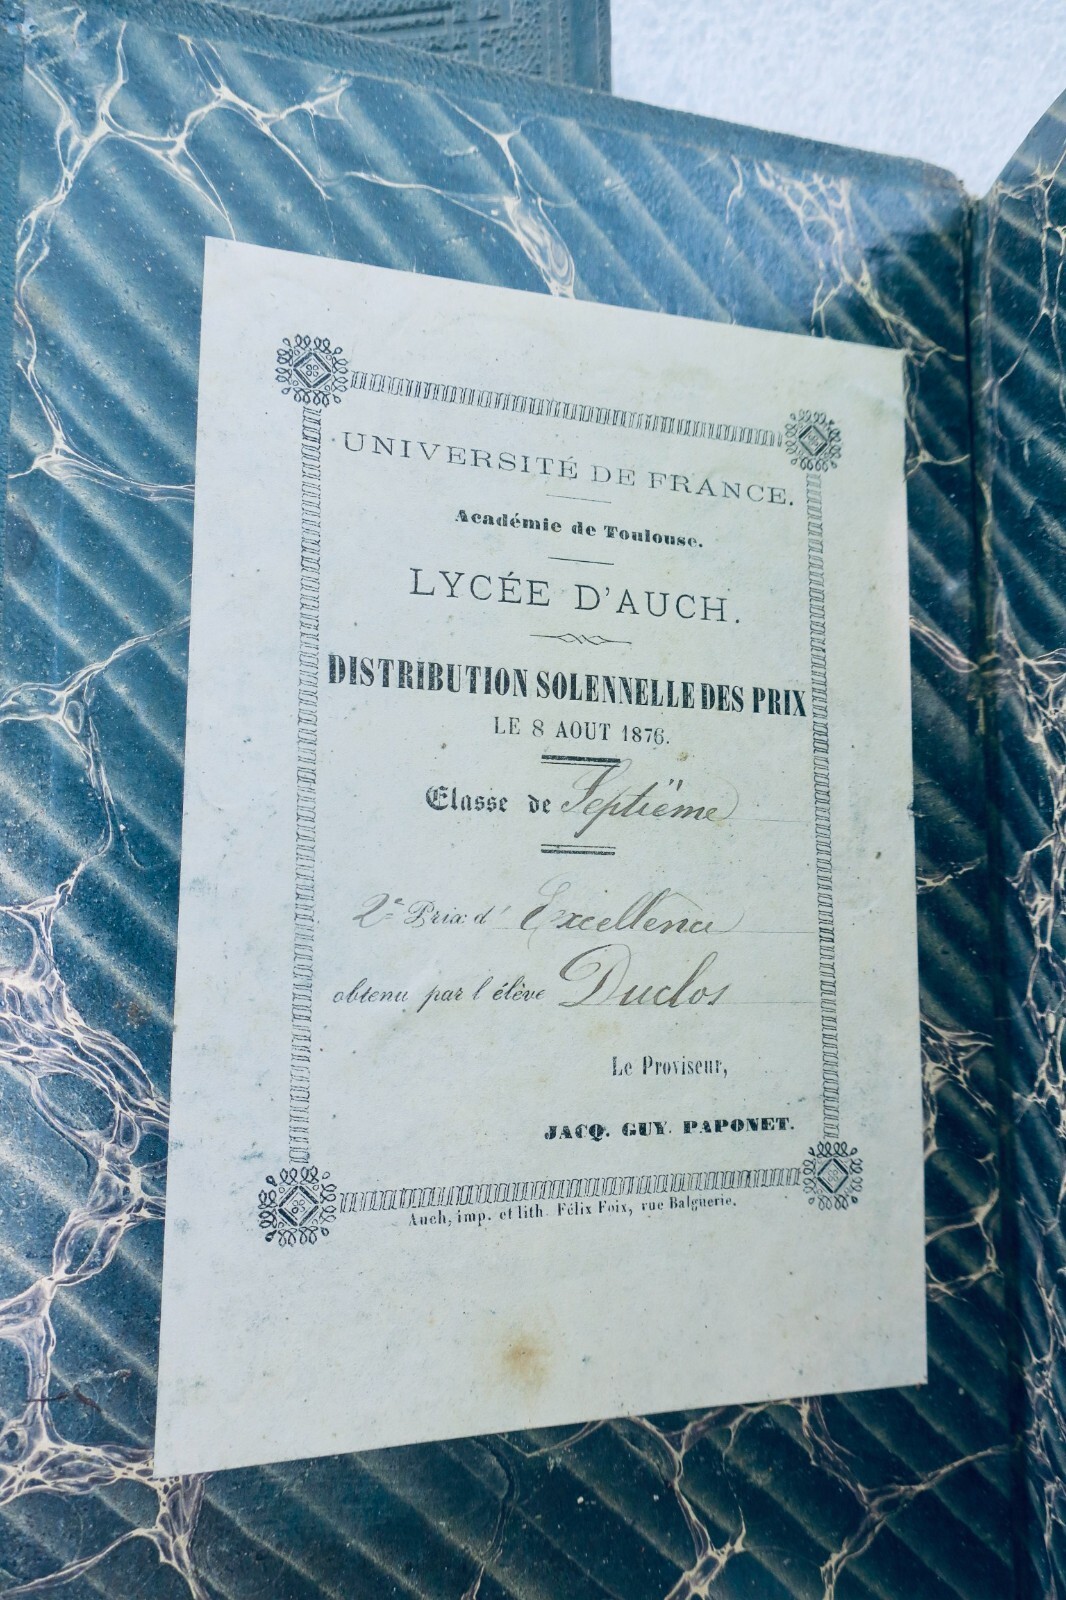 UNIVERSITÉ DE FRANCE.
Académie de Toulouse.
LYCÉE D'AUCH.
DISTRIBUTION SOLENNELLE DES PRIX
LE 8 AOUT 1876.
Classe de Septième
2e Prix d' Excellence
obtenu par l'élève Duclos
Le Proviseur,
JACQ. GUY. PAPONET.
Auch, imp. et lith. Félix Foix, rue Balguerie.